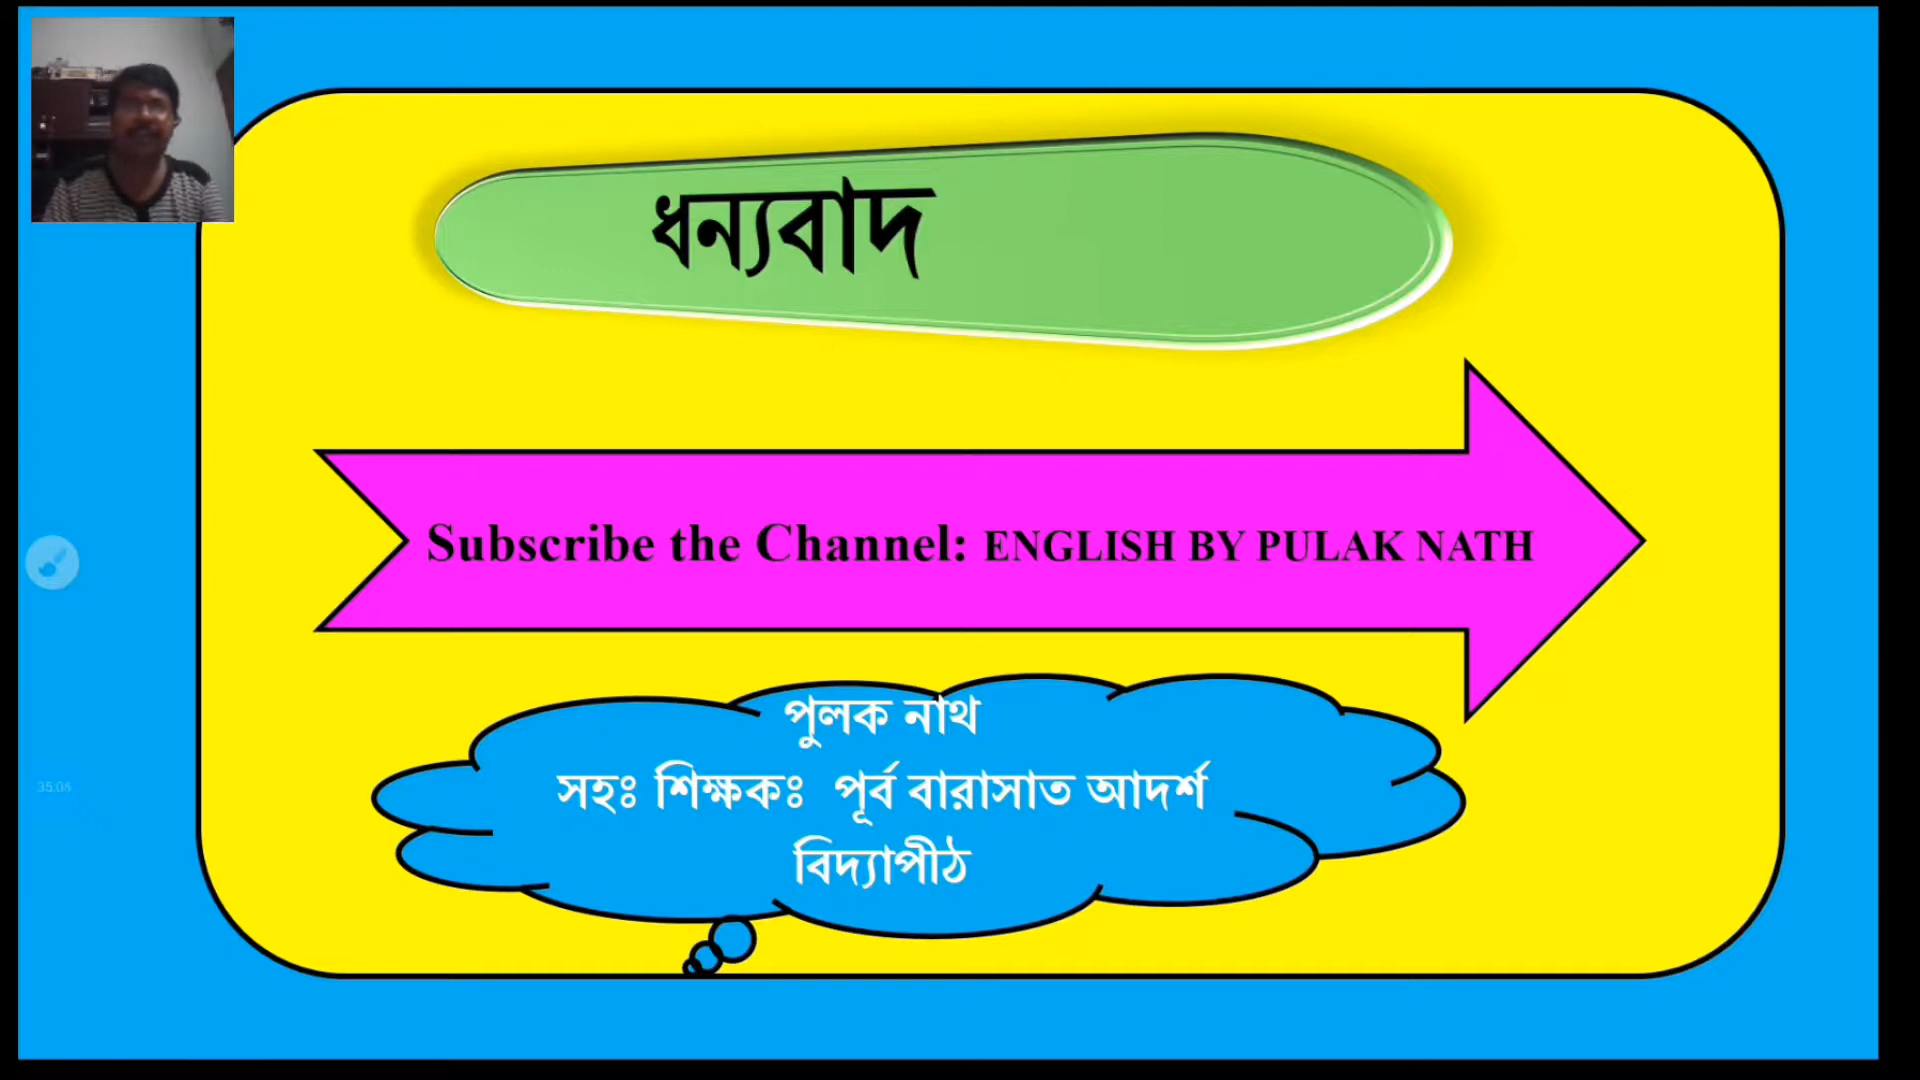 ধন্যবাদ
Subscribe the Channel: ENGLISH BY PULAK NATH
পুলক নাথ
সহঃ শিক্ষকঃ পূর্ব বারাসাত আদর্শ
বিদ্যাপীঠ